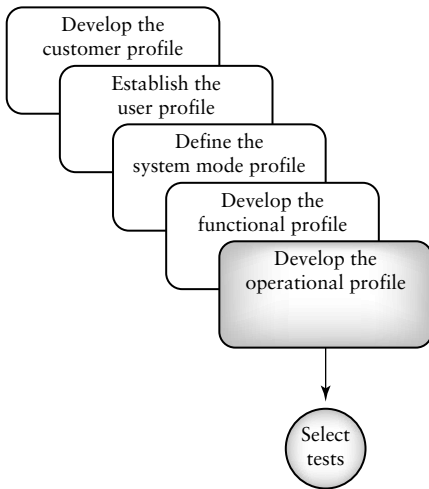 Develop the
customer profile
Establish the
user profile
Define the
system mode profile
Develop the
functional profile
Develop the
operational profile
Select
tests